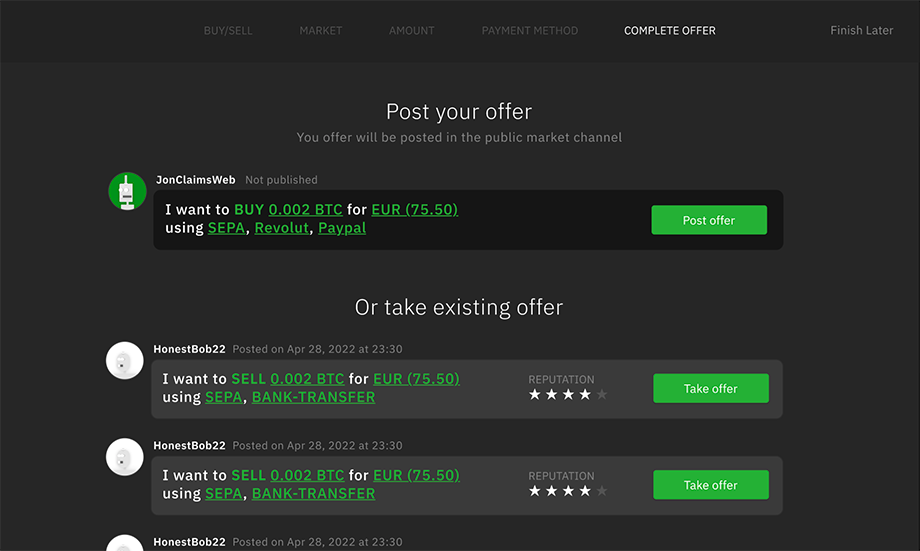 BUY/SELL MARKET AMOUNT PAYMENT METHOD COMPLETE OFFER Finish Later
Post your offer
You offer will be posted in the public market channel
JonClaimsWeb Not published
I want to BUY 0.002 BTC for EUR (75.50)
using SEPA, Revolut, Paypal
Post offer
Or take existing offer
HonestBob22 Posted on Apr 28, 2022 at 23:30
I want to SELL 0.002 BTC for EUR (75.50)
using SEPA, BANK-TRANSFER
REPUTATION
Take offer
HonestBob22 Posted on Apr 28, 2022 at 23:30
I want to SELL 0.002 BTC for EUR (75.50)
using SEPA, BANK-TRANSFER
REPUTATION
Take offer
HonestBob22 Posted on Apr 28, 2022 at 23:30